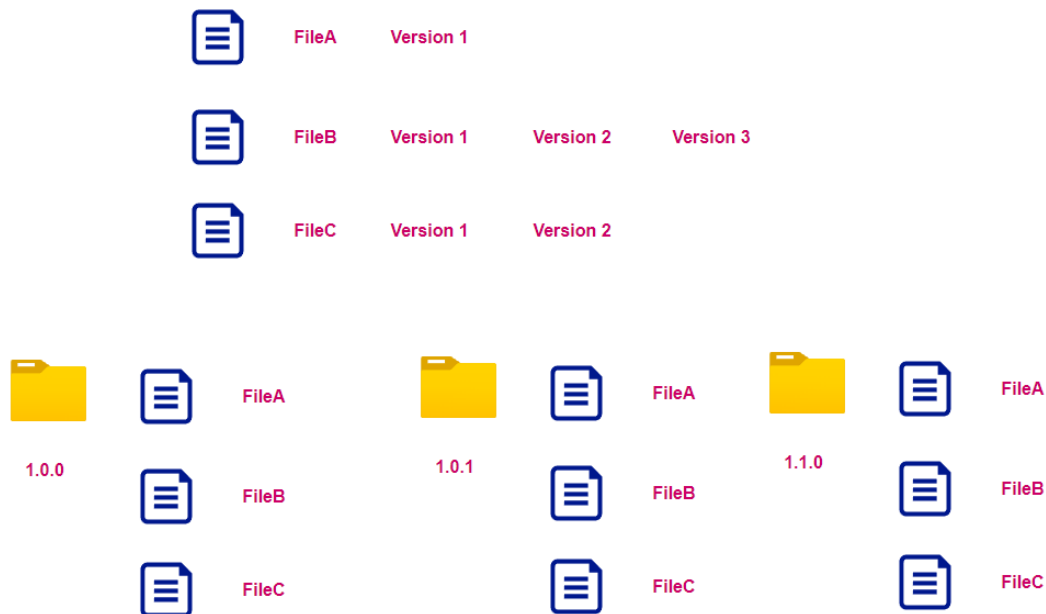 FileA Version 1
FileB Version 1 Version 2 Version 3
FileC Version 1 Version 2
1.0.0
FileA
FileB
FileC
1.0.1
FileA
FileB
FileC
1.1.0
FileA
FileB
FileC